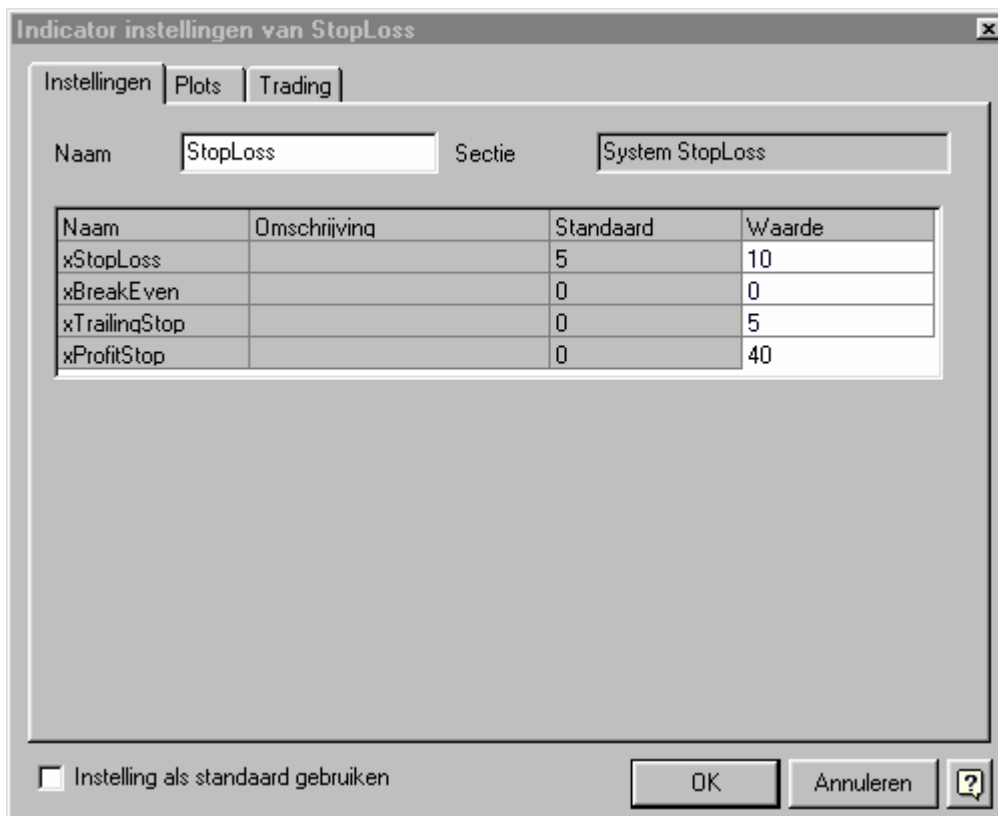 Indicator instellingen van StopLoss
Instellingen Plots Trading
Naam StopLoss Sectie System StopLoss
Naam Omschrijving Standaard Waarde
xStopLoss 5 10
xBreakEven 0 0
xTrailingStop 0 5
xProfitStop 0 40
Instelling als standaard gebruiken OK Annuleren ?